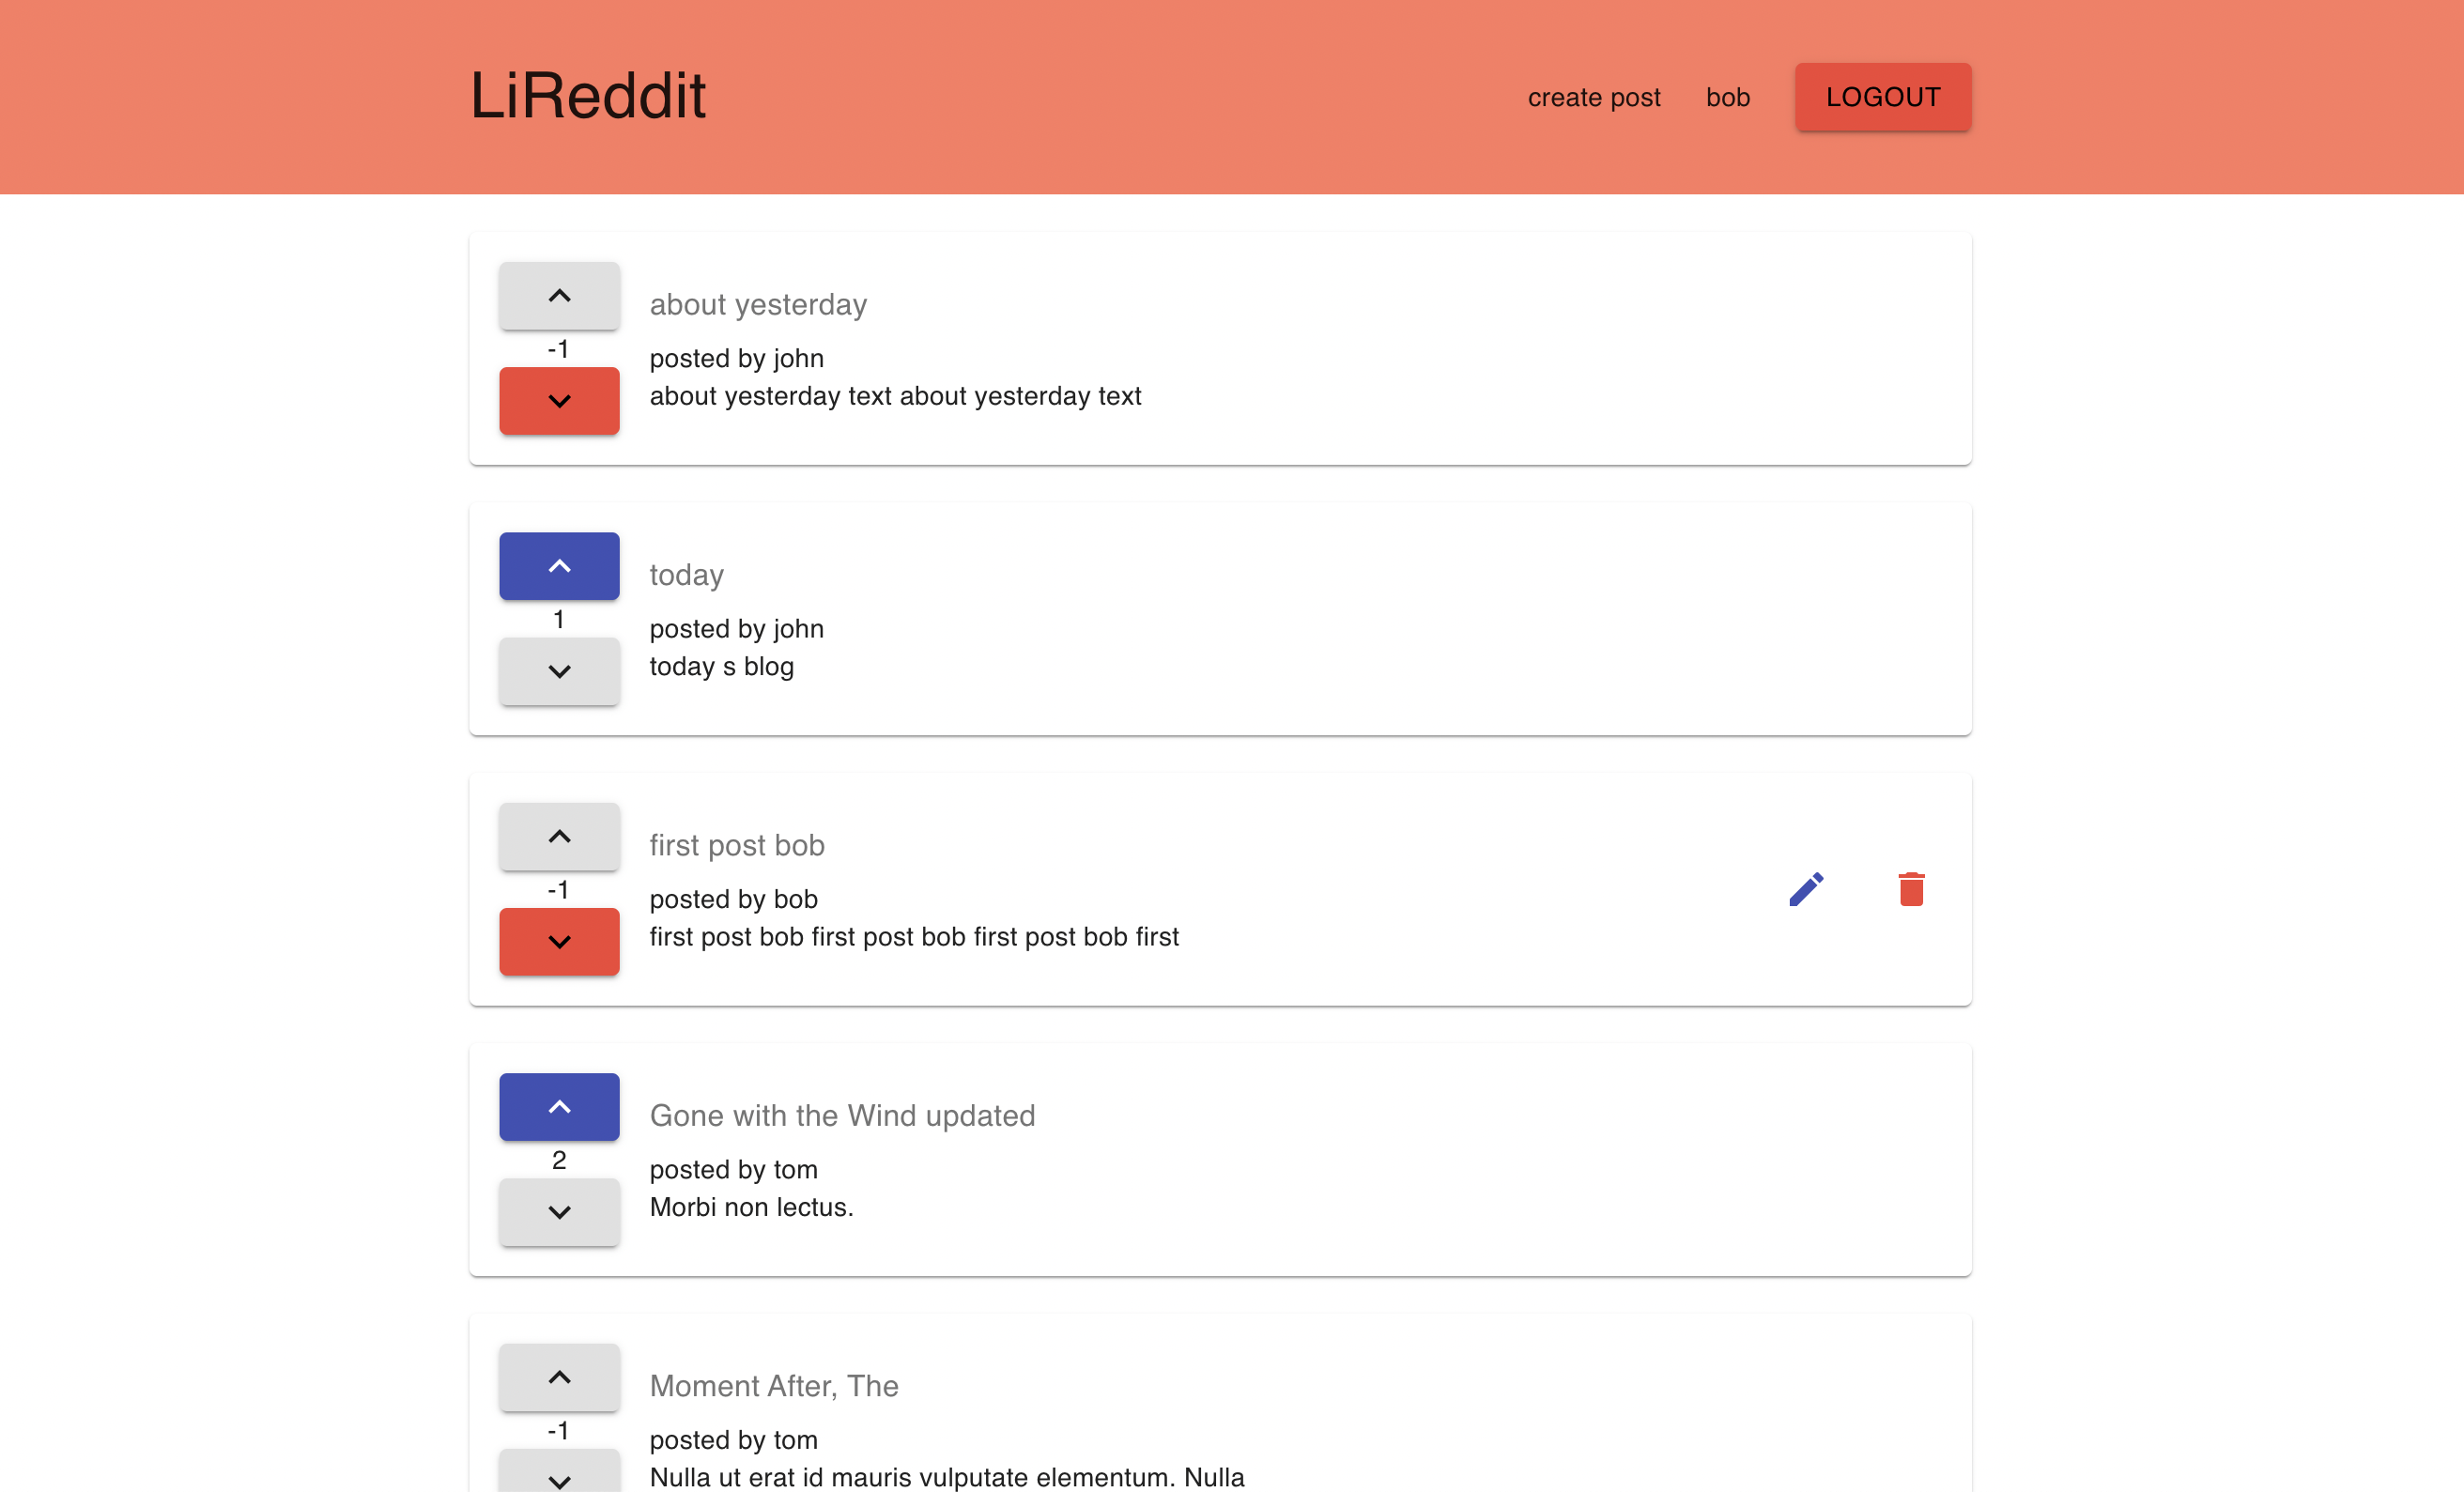 LiReddit
create post
bob
LOGOUT
about yesterday
-1
posted by john
about yesterday text about yesterday text
today
1
posted by john
today s blog
first post bob
-1
posted by bob
first post bob first post bob first post bob first
Gone with the Wind updated
2
posted by tom
Morbi non lectus.
Moment After, The
-1
posted by tom
Nulla ut erat id mauris vulputate elementum. Nulla